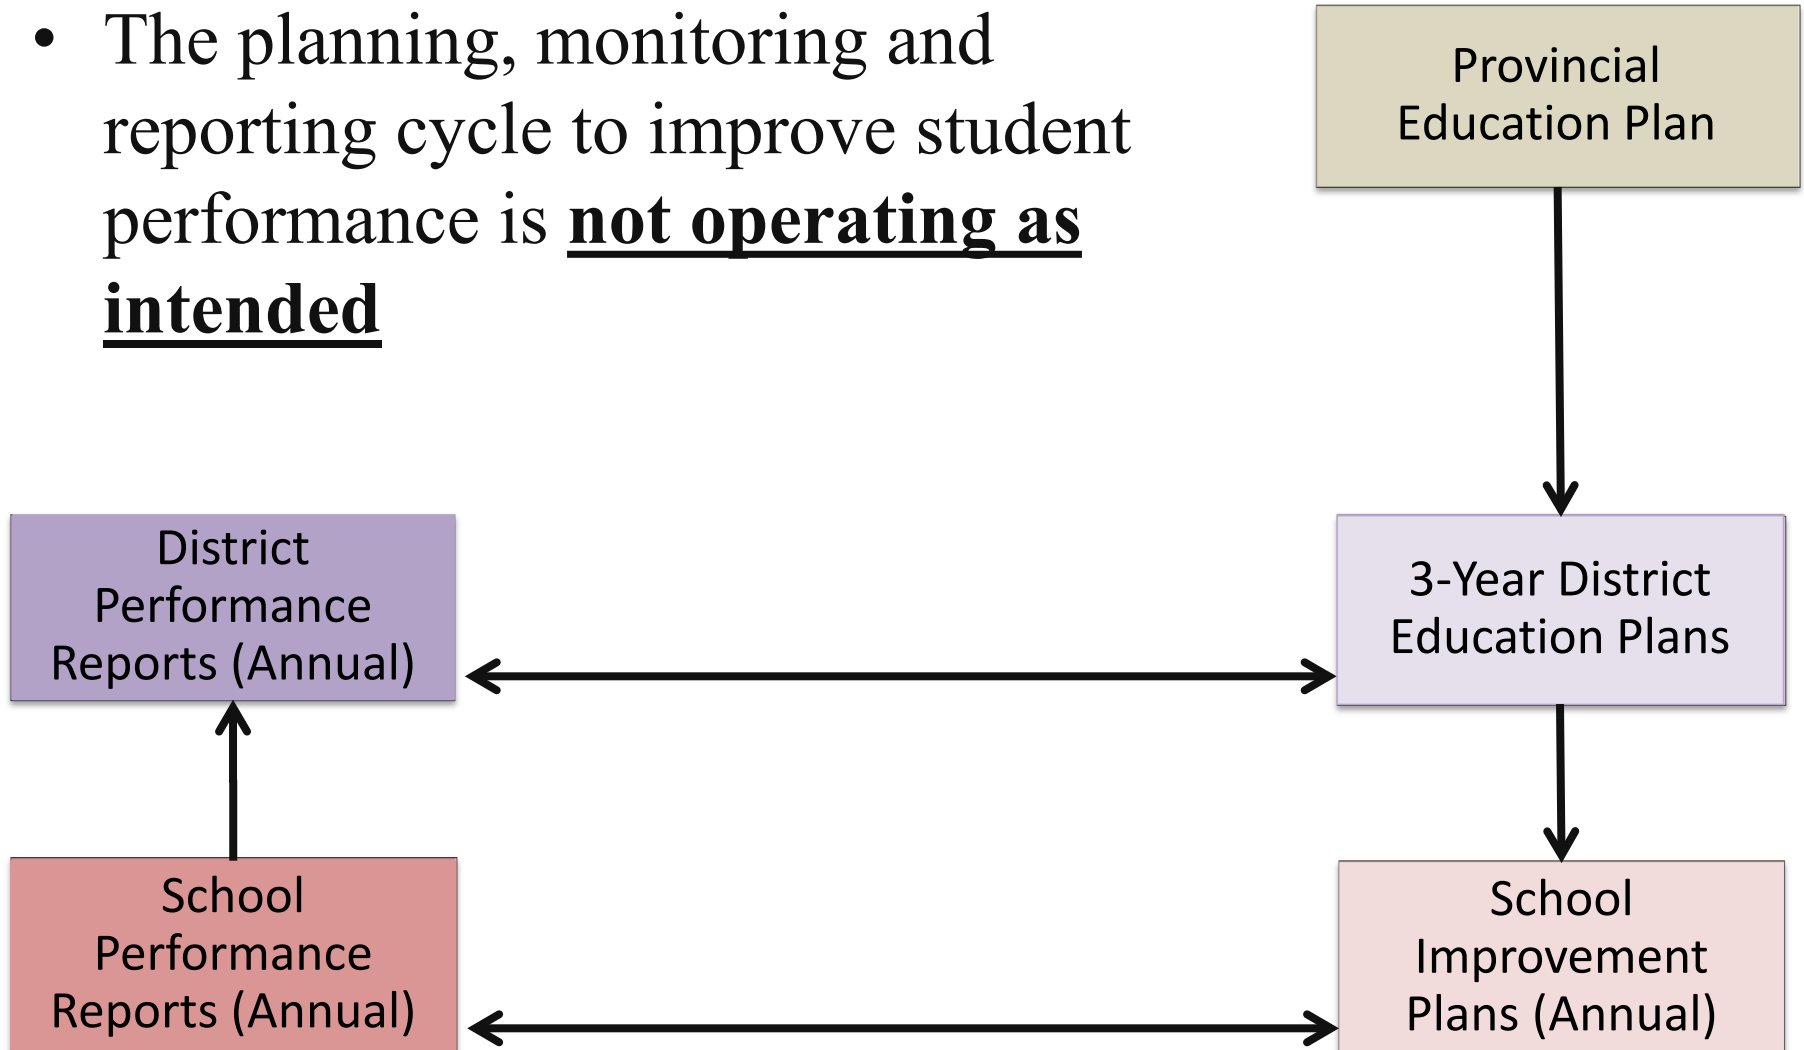 • The planning, monitoring and
reporting cycle to improve student
performance is not operating as
intended
Provincial
Education Plan
District
Performance
Reports (Annual)
3-Year District
Education Plans
School
Performance
Reports (Annual)
School
Improvement
Plans (Annual)